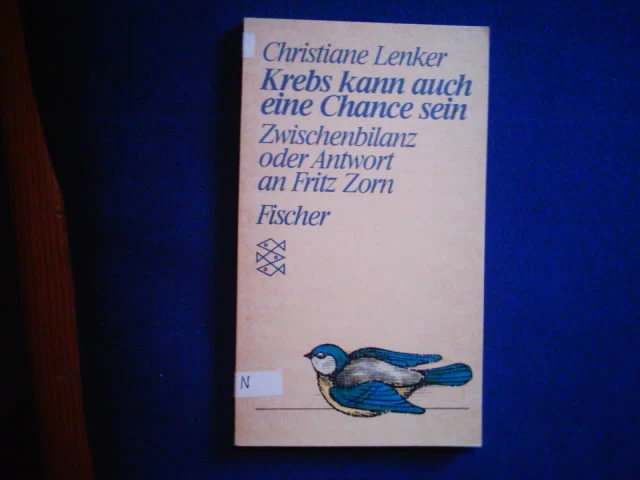 Christiane Lenker
Krebs kann auch
eine Chance sein
Zwischenbilanz
oder Antwort
an Fritz Zorn
Fischer
N